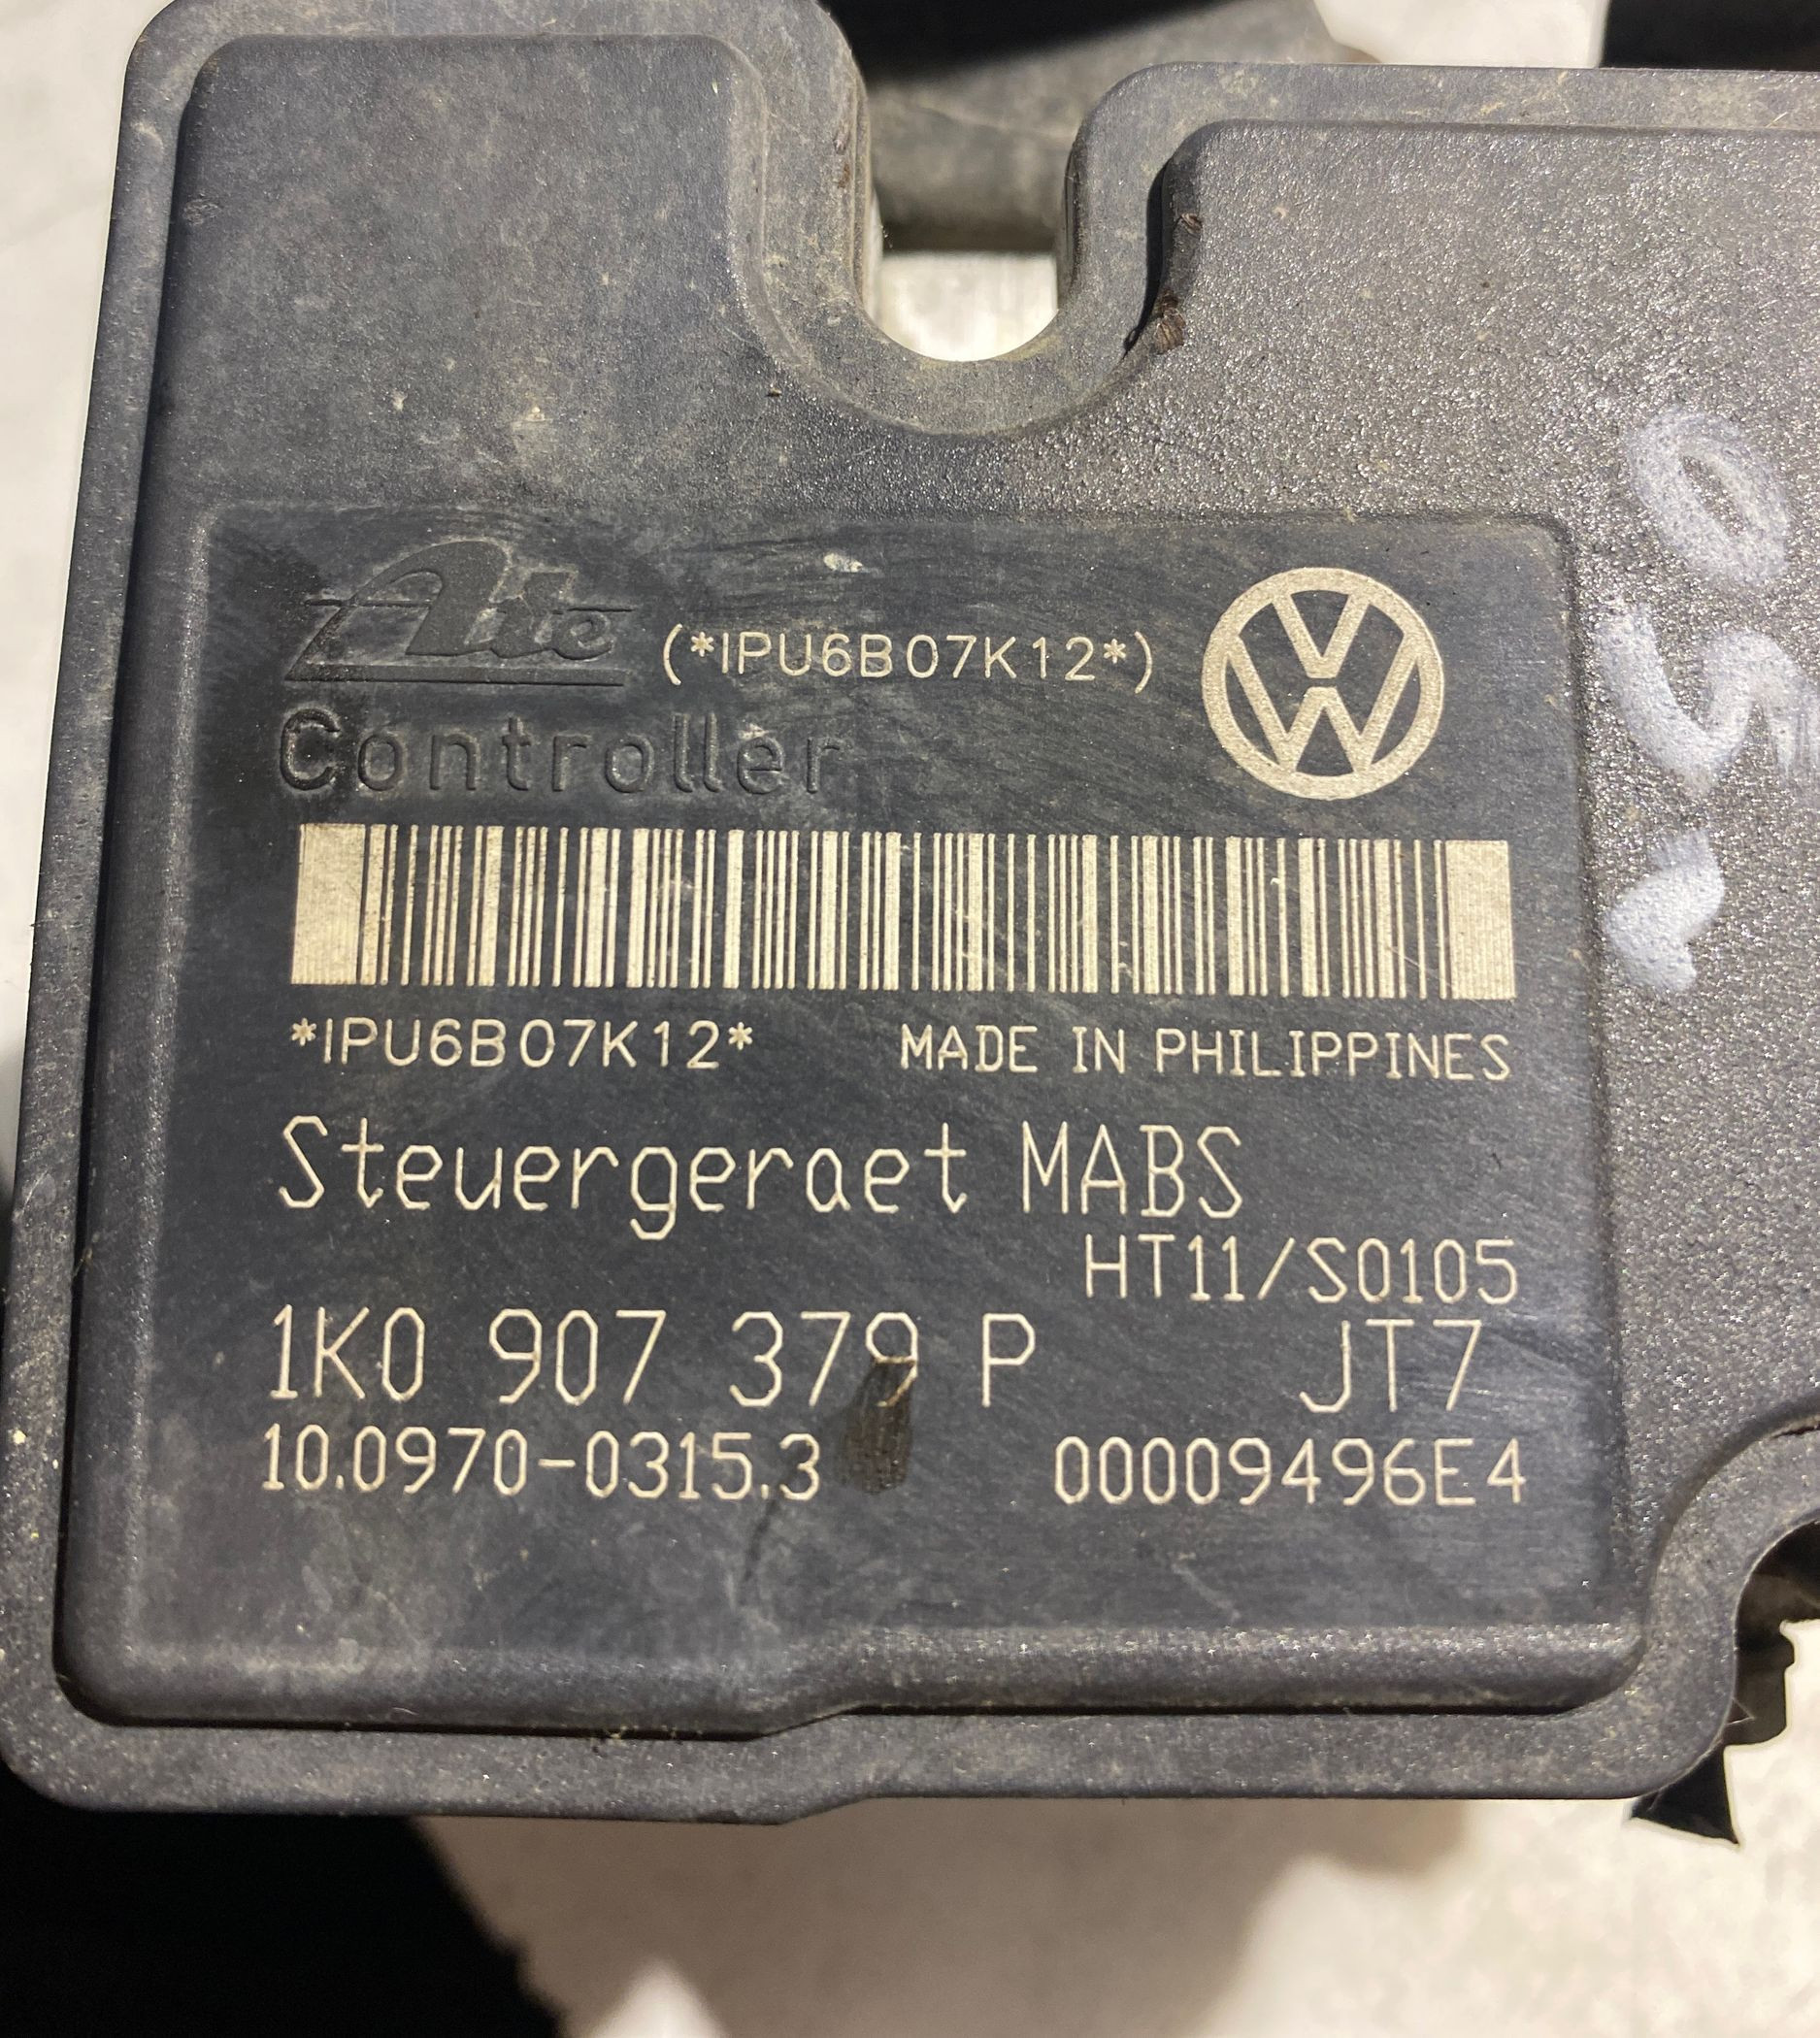 Ate (*IPU6B07K12*)
Controller
*IPU6B07K12* MADE IN PHILIPPINES
Steuergeraet MABS
HT11/S0105
1K0 907 379 P JT7
10.0970-0315.3 00009496E4